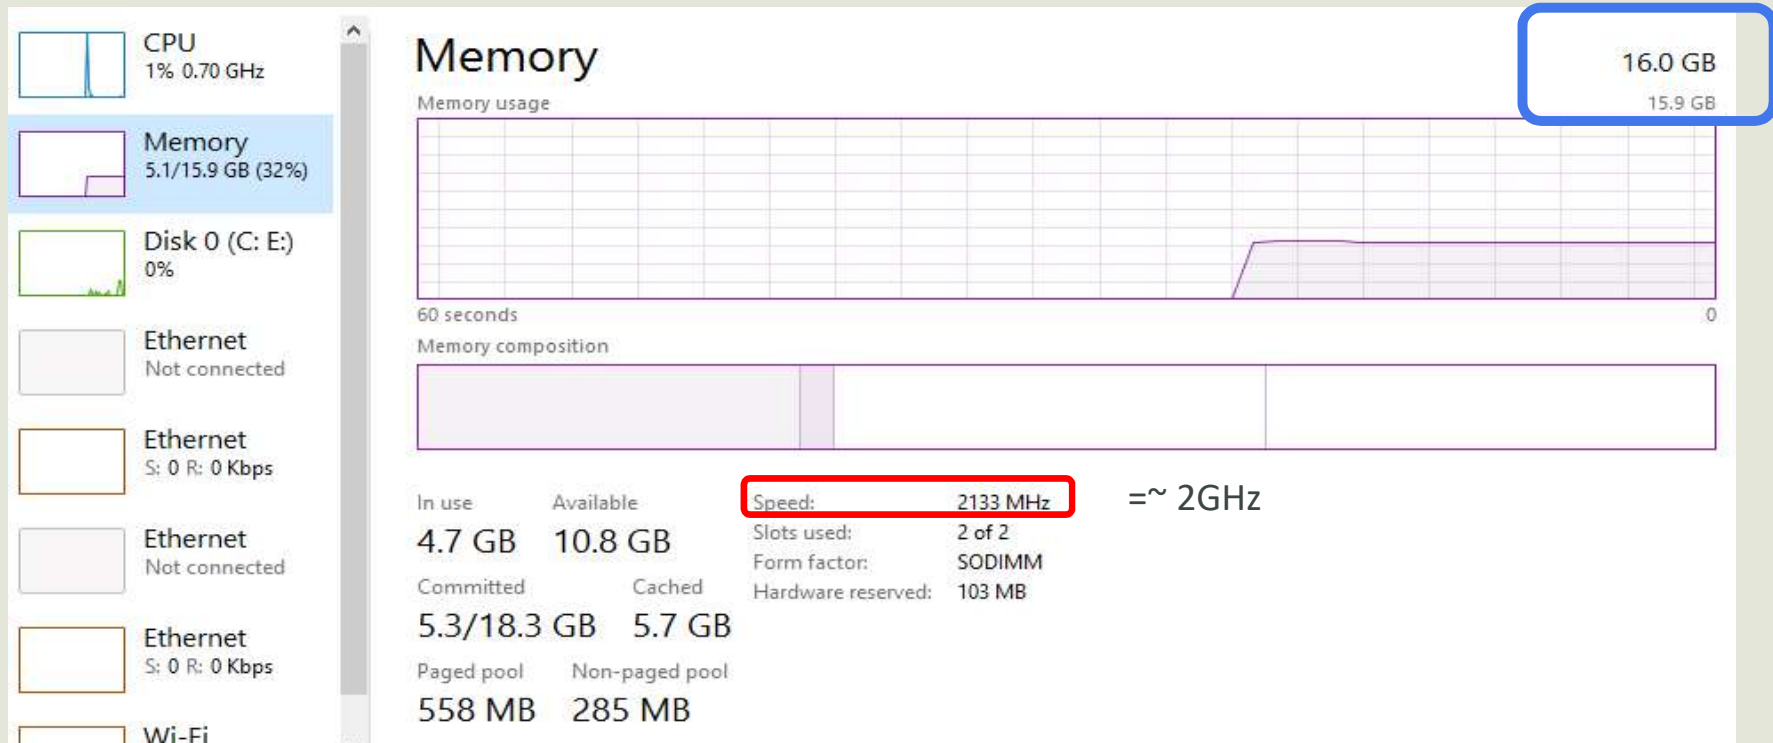 CPU
1% 0.70 GHz
Memory
5.1/15.9 GB (32%)
Disk 0 (C: E:)
0%
Ethernet
Not connected
Ethernet
S: 0 R: 0 Kbps
Ethernet
Not connected
Ethernet
S: 0 R: 0 Kbps
Wi-Fi
Memory
16.0 GB
Memory usage
15.9 GB
60 seconds
0
Memory composition
In use
4.7 GB
Available
10.8 GB
Committed
5.3/18.3 GB
Cached
5.7 GB
Paged pool
558 MB
Non-paged pool
285 MB
Speed: 2133 MHz
Slots used: 2 of 2
Form factor: SODIMM
Hardware reserved: 103 MB
=~ 2GHz